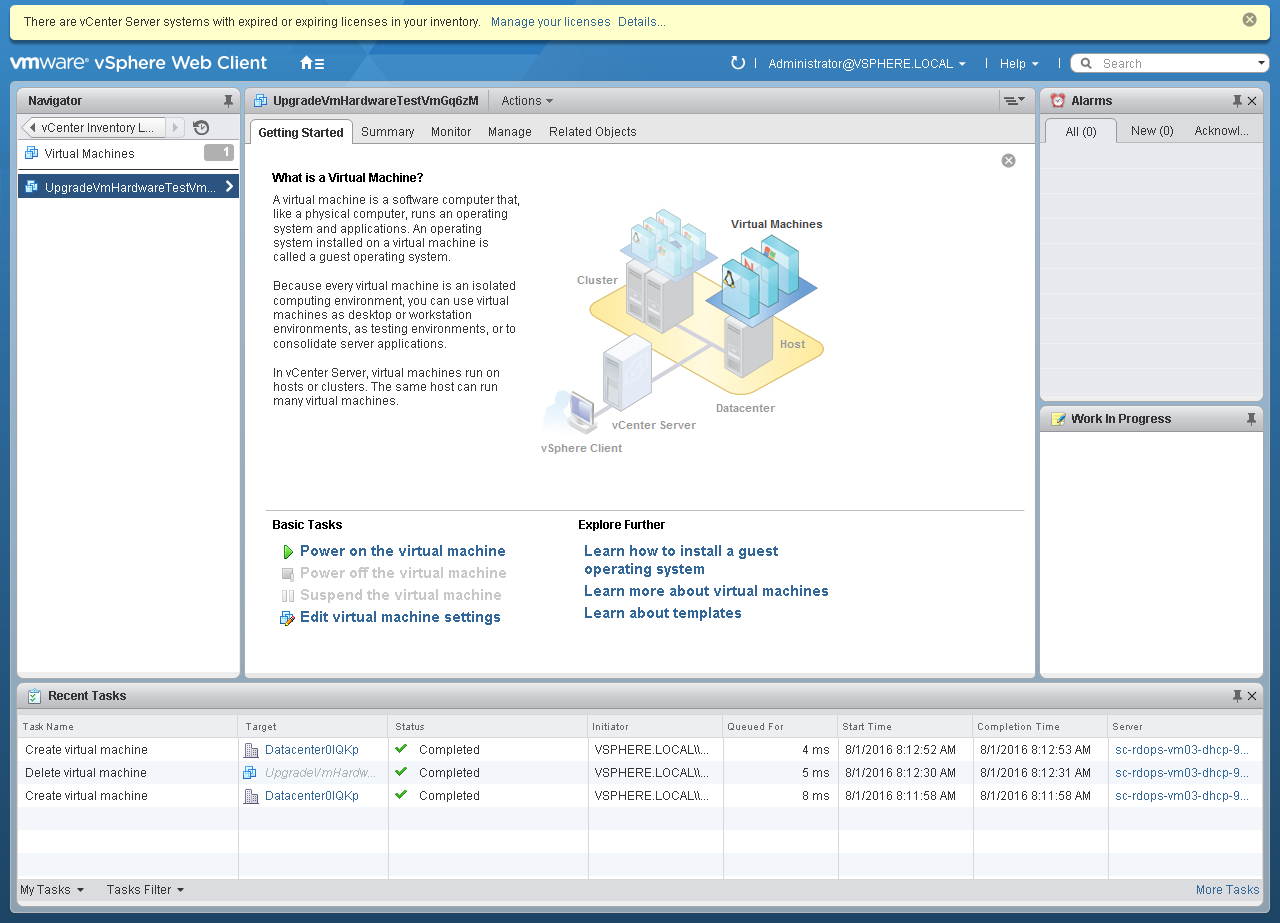 There are vCenter Server systems with expired or expiring licenses in your inventory. Manage your licenses Details...
vmware® vSphere Web Client
Administrator@VSPHERE.LOCAL
Help
Search
Navigator
vCenter Inventory L...
Virtual Machines 1
UpgradeVmHardwareTestVm...
UpgradeVmHardwareTestVmGq6zM Actions
Getting Started Summary Monitor Manage Related Objects
What is a Virtual Machine?
A virtual machine is a software computer that,
like a physical computer, runs an operating
system and applications. An operating
system installed on a virtual machine is
called a guest operating system.
Because every virtual machine is an isolated
computing environment, you can use virtual
machines as desktop or workstation
environments, as testing environments, or to
consolidate server applications.
In vCenter Server, virtual machines run on
hosts or clusters. The same host can run
many virtual machines.
Virtual Machines
Cluster
Host
Datacenter
vCenter Server
vSphere Client
Basic Tasks
Power on the virtual machine
Power off the virtual machine
Suspend the virtual machine
Edit virtual machine settings
Explore Further
Learn how to install a guest
operating system
Learn more about virtual machines
Learn about templates
Alarms
All (0) New (0) Acknowl...
Work In Progress
Recent Tasks
Task Name Target Status Initiator Queued For Start Time Completion Time Server
Create virtual machine Datacenter0IQKp Completed VSPHERE.LOCAL\\... 4 ms 8/1/2016 8:12:52 AM 8/1/2016 8:12:53 AM sc-rdops-vm03-dhcp-9...
Delete virtual machine UpgradeVmHardw... Completed VSPHERE.LOCAL\\... 5 ms 8/1/2016 8:12:30 AM 8/1/2016 8:12:31 AM sc-rdops-vm03-dhcp-9...
Create virtual machine Datacenter0IQKp Completed VSPHERE.LOCAL\\... 8 ms 8/1/2016 8:11:58 AM 8/1/2016 8:11:58 AM sc-rdops-vm03-dhcp-9...
My Tasks Tasks Filter More Tasks